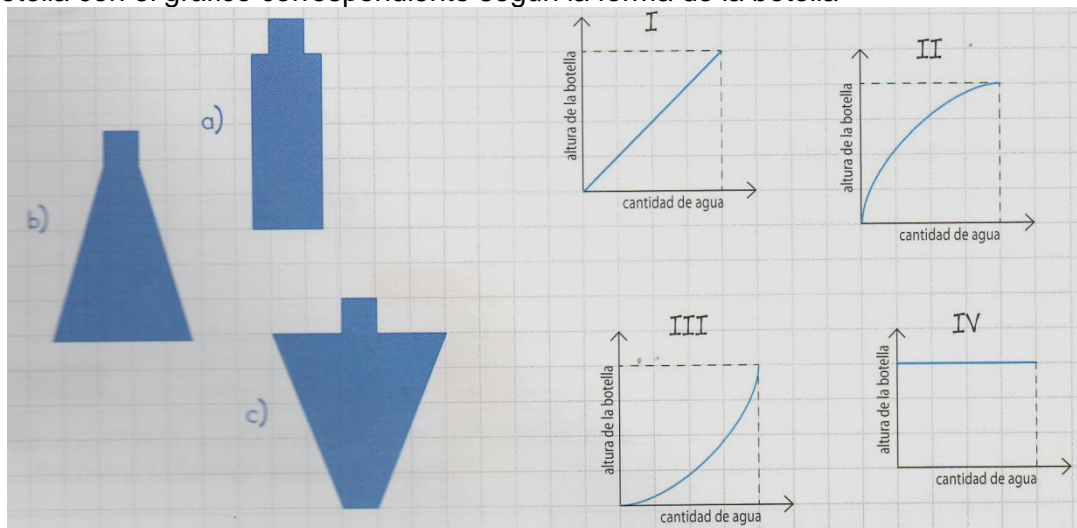 botella con el gráfico correspondiente según la forma de la botella
a)
b)
c)
I
altura de la botella
cantidad de agua
II
altura de la botella
cantidad de agua
III
altura de la botella
cantidad de agua
IV
altura de la botella
cantidad de agua